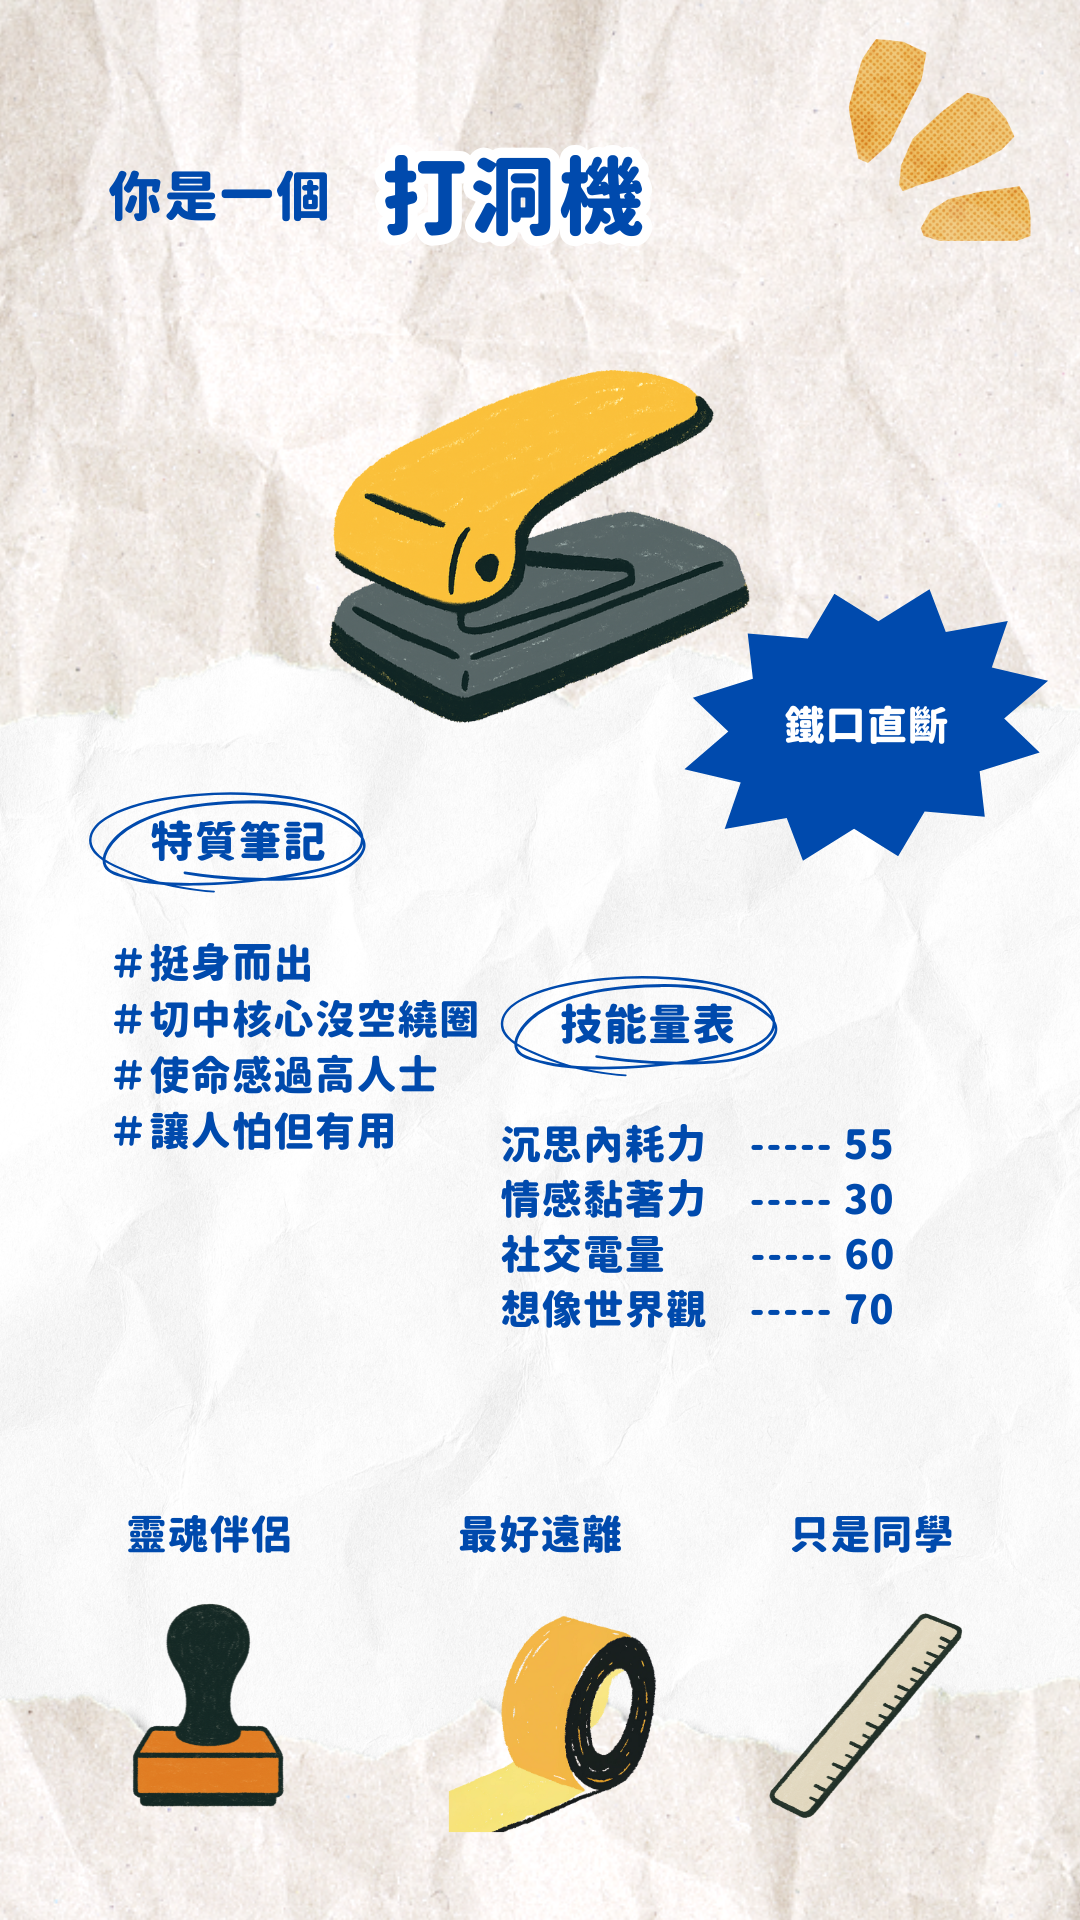 你是一個 打洞機
鐵口直斷
特質筆記
#挺身而出
#切中核心沒空繞圈
#使命感過高人士
#讓人怕但有用
技能量表
沉思內耗力 ----- 55
情感黏著力 ----- 30
社交電量 ----- 60
想像世界觀 ----- 70
靈魂伴侶 最好遠離 只是同學